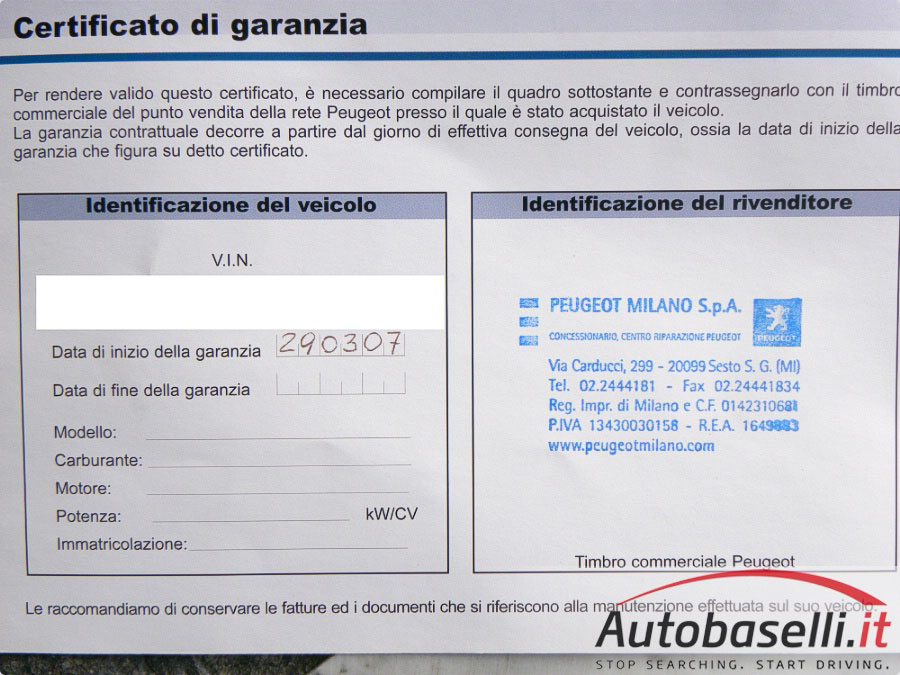 Certificato di garanzia
Per rendere valido questo certificato, è necessario compilare il quadro sottostante e contrassegnarlo con il timbro
commerciale del punto vendita della rete Peugeot presso il quale è stato acquistato il veicolo.
La garanzia contrattuale decorre a partire dal giorno di effettiva consegna del veicolo, ossia la data di inizio della
garanzia che figura su detto certificato.
Identificazione del veicolo
V.I.N.
Data di inizio della garanzia 290307
Data di fine della garanzia
Modello:
Carburante:
Motore:
Potenza: kW/CV
Immatricolazione:
Identificazione del rivenditore
PEUGEOT MILANO S.p.A.
CONCESSIONARIO, CENTRO RIPARAZIONE PEUGEOT
PEUGEOT
Via Carducci, 299 - 20099 Sesto S. G. (MI)
Tel. 02.2444181 - Fax 02.24441834
Reg. Impr. di Milano e C.F. 0142310681
P.IVA 13430030158 - R.E.A.
www.peugeotmilano.com
Timbro commerciale Peugeot
Le raccomandiamo di conservare le fatture ed i documenti che si riferiscono alla manutenzione effettuata sul suo veicolo.
Autobaselli.it
STOP SEARCHING. START DRIVING.